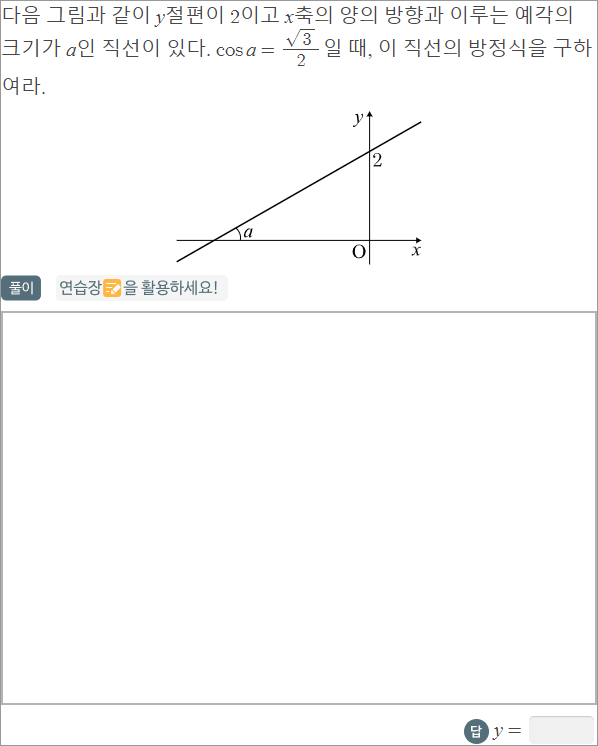 다음 그림과 같이 y절편이 2이고 x축의 양의 방향과 이루는 예각의
크기가 a인 직선이 있다. cos a = √3/2 일 때, 이 직선의 방정식을 구하
여라.
y
2
a
O
x
풀이 연습장을 활용하세요!
답 y =